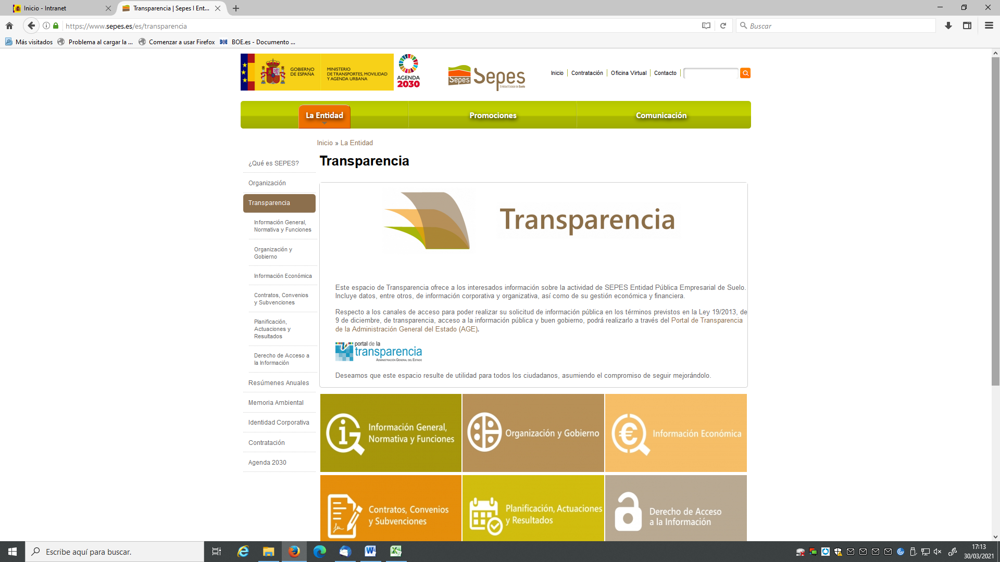 Inicio - Intranet
Transparencia | Sepes I Ent...
https://www.sepes.es/es/transparencia
Buscar
Más visitados
Problema al cargar la ...
Comenzar a usar Firefox
BOE.es - Documento ...
GOBIERNO
DE ESPAÑA
MINISTERIO
DE TRANSPORTES, MOVILIDAD
Y AGENDA URBANA
AGENDA
2030
Sepes
Sepes
Entidad Estatal de Suelo
Inicio
Contratación
Oficina Virtual
Contacto
La Entidad
Promociones
Comunicación
Inicio » La Entidad
Transparencia
¿Qué es SEPES?
Organización
Transparencia
Información General,
Normativa y Funciones
Organización y
Gobierno
Información Económica
Contratos, Convenios
y Subvenciones
Planificación,
Actuaciones y
Resultados
Derecho de Acceso a
la Información
Resúmenes Anuales
Memoria Ambiental
Identidad Corporativa
Contratación
Agenda 2030
Transparencia
Este espacio de Transparencia ofrece a los interesados información sobre la actividad de SEPES Entidad Pública Empresarial de Suelo.
Incluye datos, entre otros, de información corporativa y organizativa, así como de su gestión económica y financiera.
Respecto a los canales de acceso para poder realizar su solicitud de información pública en los términos previstos en la Ley 19/2013, de
9 de diciembre, de transparencia, acceso a la información pública y buen gobierno, podrá realizarlo a través del Portal de Transparencia
de la Administración General del Estado (AGE).
portal de la
transparencia
ADMINISTRACIÓN GENERAL DEL ESTADO
Deseamos que este espacio resulte de utilidad para todos los ciudadanos, asumiendo el compromiso de seguir mejorándolo.
Información General,
Normativa y Funciones
Organización y Gobierno
Información Económica
Contratos, Convenios
y Subvenciones
Planificación, Actuaciones
y Resultados
Derecho de Acceso
a la Información
Escribe aquí para buscar.
17:13
30/03/2021